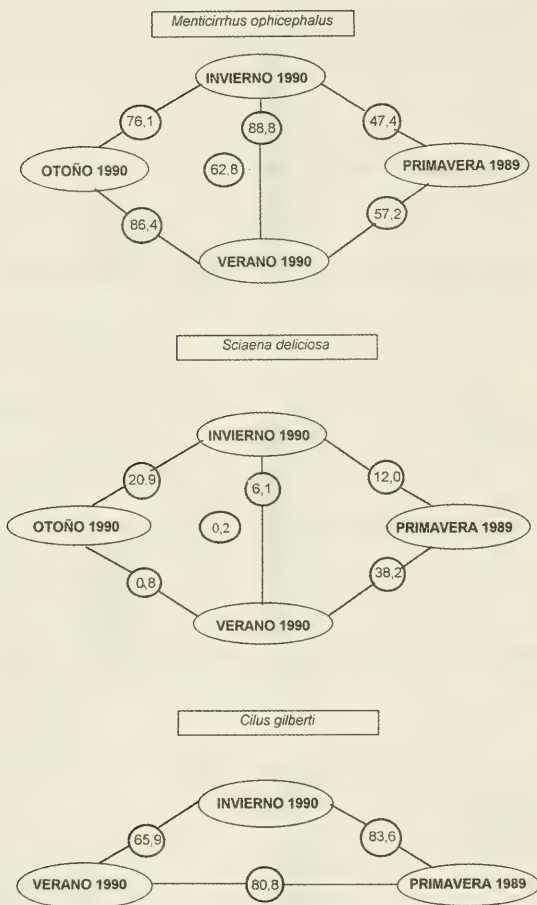 Menticirrhus ophicephalus
INVIERNO 1990
76,1
88,8
47,4
OTOÑO 1990
62,8
PRIMAVERA 1989
86,4
57,2
VERANO 1990
Sciaena deliciosa
INVIERNO 1990
20,9
6,1
12,0
OTOÑO 1990
0,2
PRIMAVERA 1989
0,8
38,2
VERANO 1990
Cilus gilberti
INVIERNO 1990
65,9
83,6
VERANO 1990
80,8
PRIMAVERA 1989